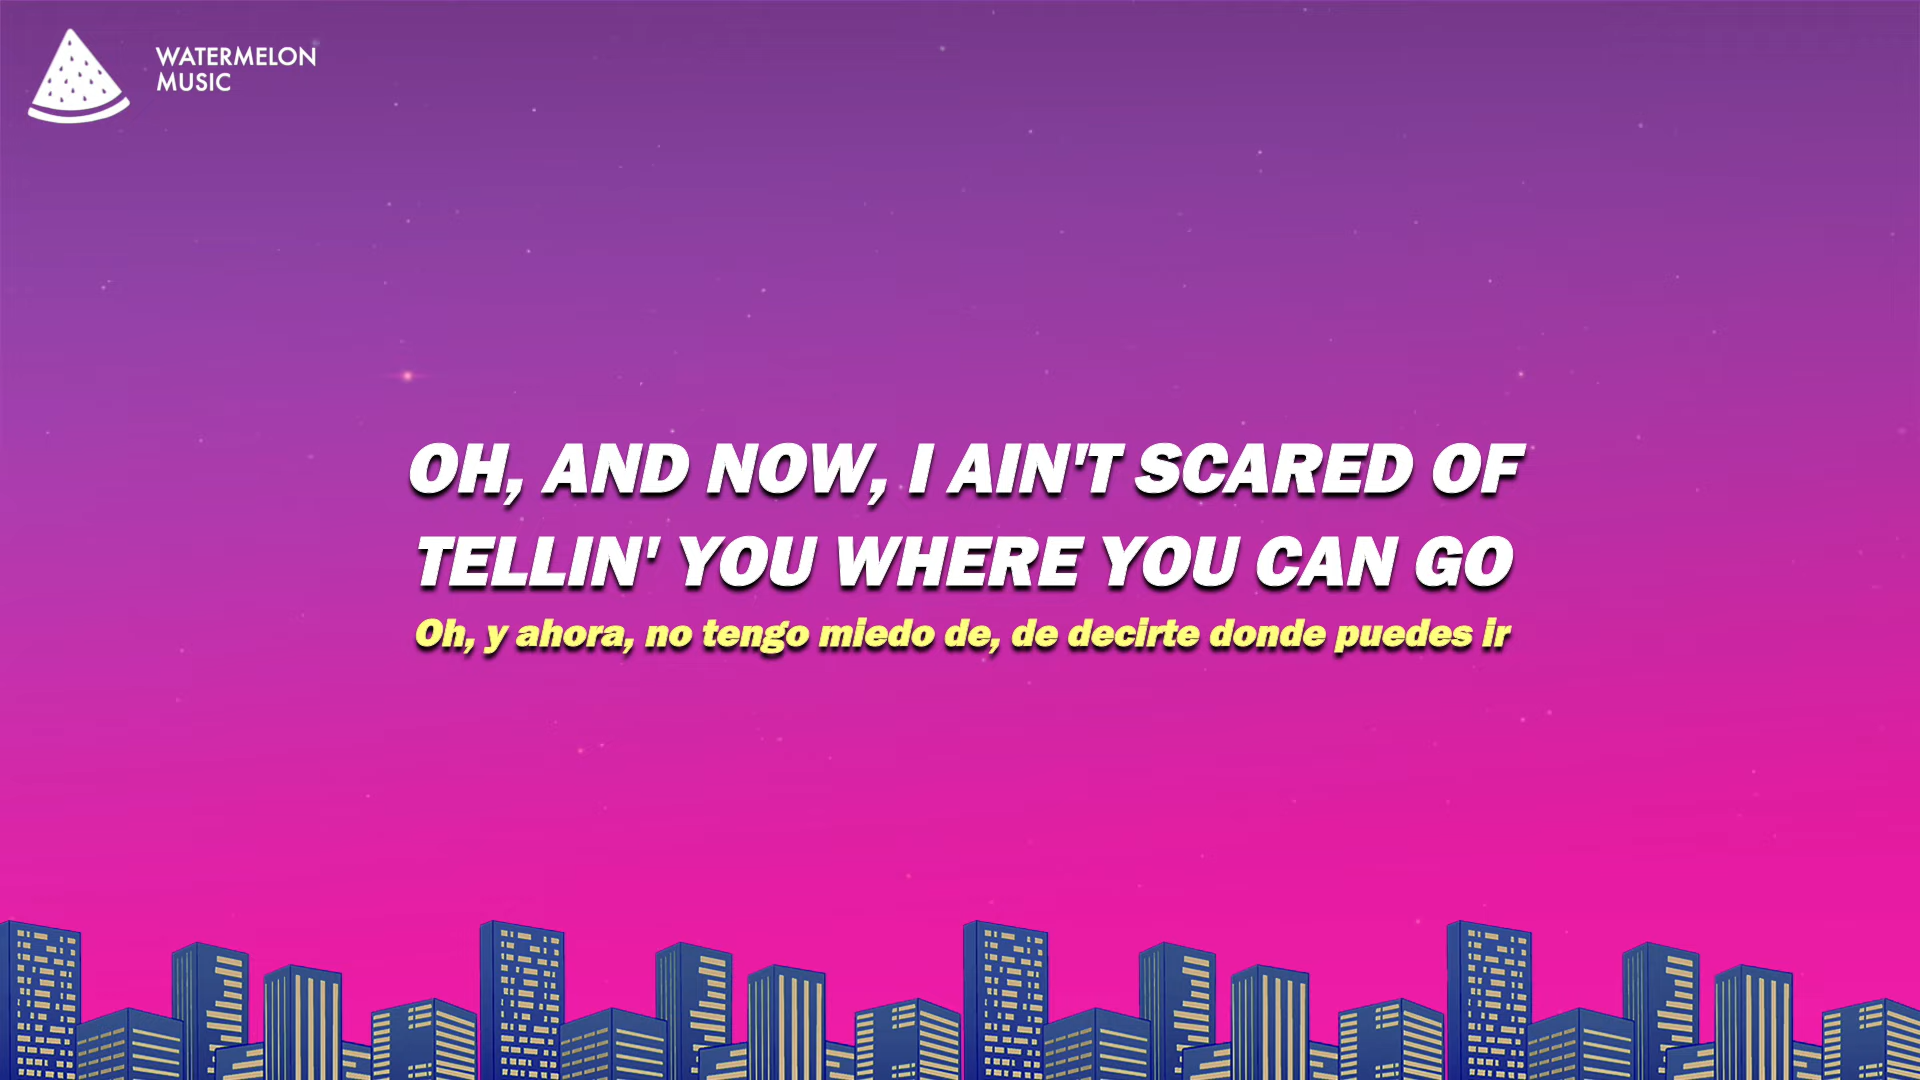 WATERMELON
MUSIC
OH, AND NOW, I AIN'T SCARED OF
TELLIN' YOU WHERE YOU CAN GO
Oh, y ahora, no tengo miedo de, de decirte donde puedes ir